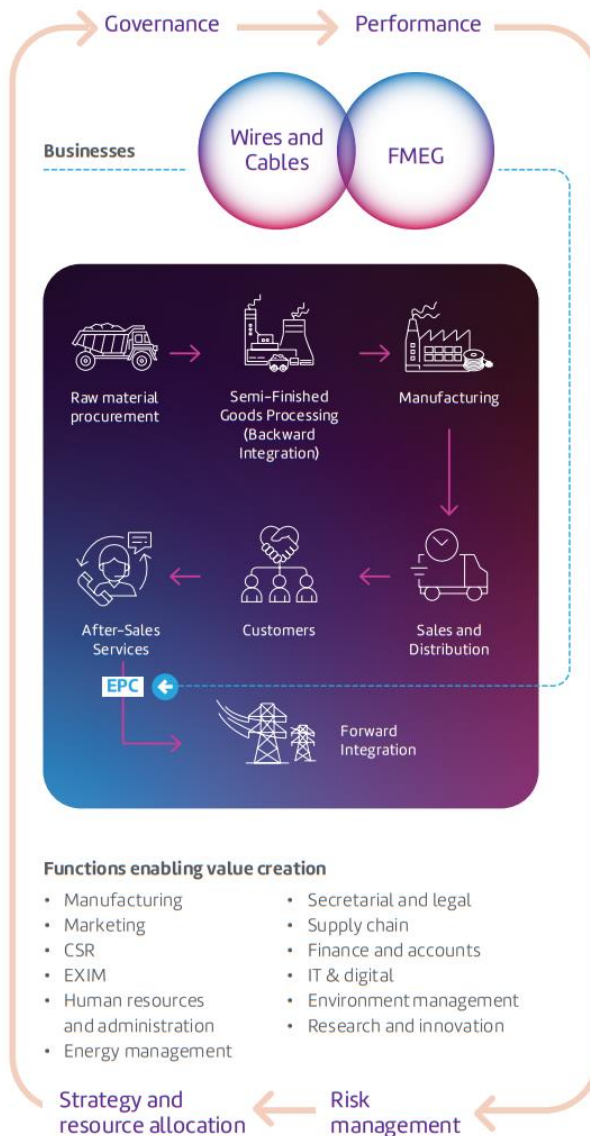 Governance
Performance
Businesses
Wires and
Cables
FMEG
Raw material
procurement
Semi-Finished
Goods Processing
(Backward
Integration)
Manufacturing
After-Sales
Services
Customers
Sales and
Distribution
EPC
Forward
Integration
Functions enabling value creation
• Manufacturing
• Marketing
• CSR
• EXIM
• Human resources
and administration
• Energy management
• Secretarial and legal
• Supply chain
• Finance and accounts
• IT & digital
• Environment management
• Research and innovation
Strategy and
resource allocation
Risk
management